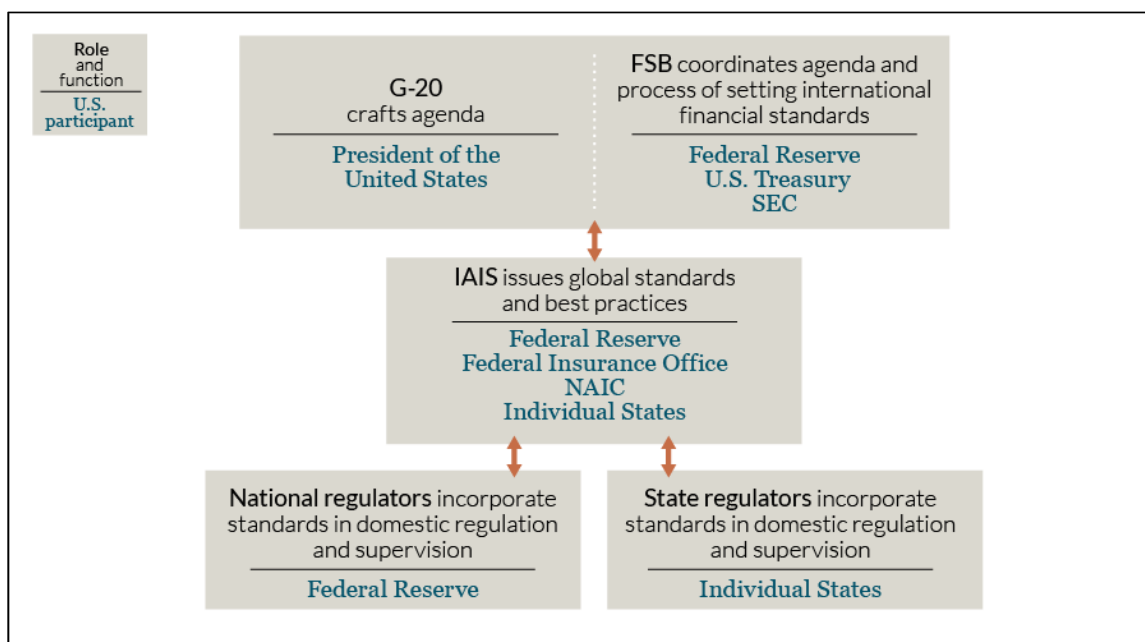 Role
and
function
U.S.
participant
G-20
crafts agenda
President of the
United States
FSB coordinates agenda and
process of setting international
financial standards
Federal Reserve
U.S. Treasury
SEC
IAIS issues global standards
and best practices
Federal Reserve
Federal Insurance Office
NAIC
Individual States
National regulators incorporate
standards in domestic regulation
and supervision
Federal Reserve
State regulators incorporate
standards in domestic regulation
and supervision
Individual States